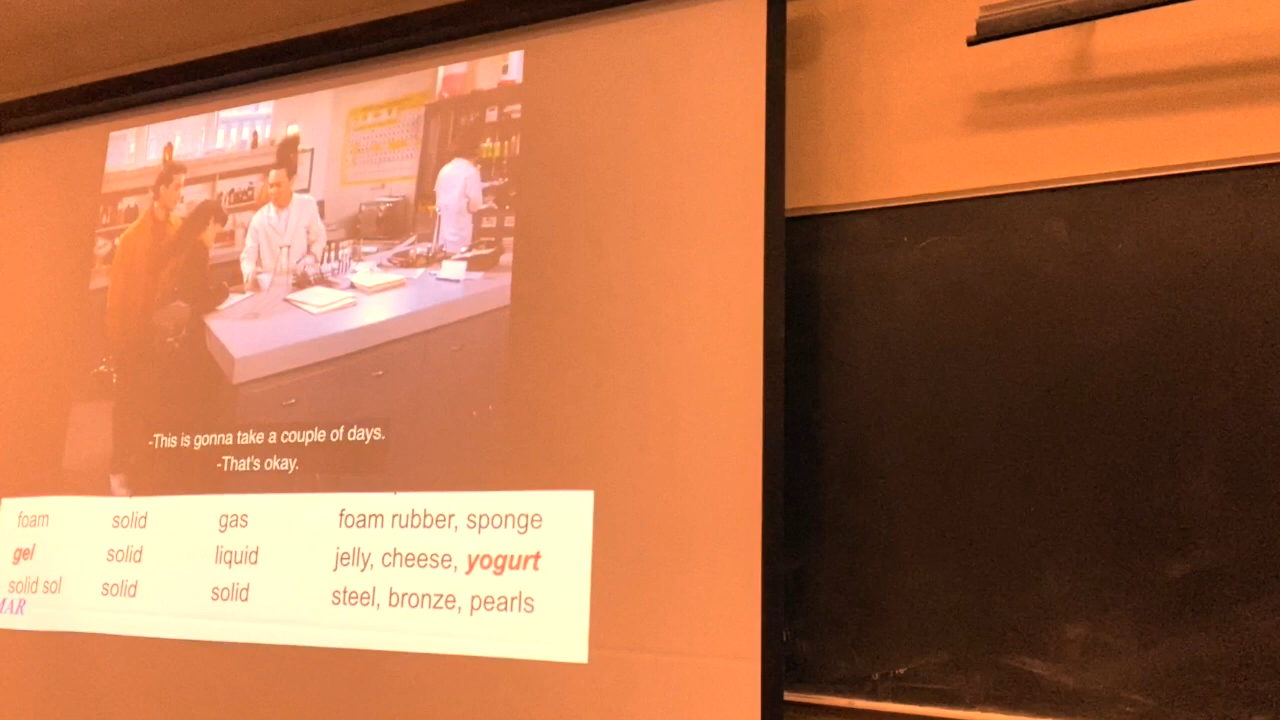 -This is gonna take a couple of days.
-That's okay.
foam solid gas foam rubber, sponge
gel solid liquid jelly, cheese, yogurt
solid sol solid solid steel, bronze, pearls